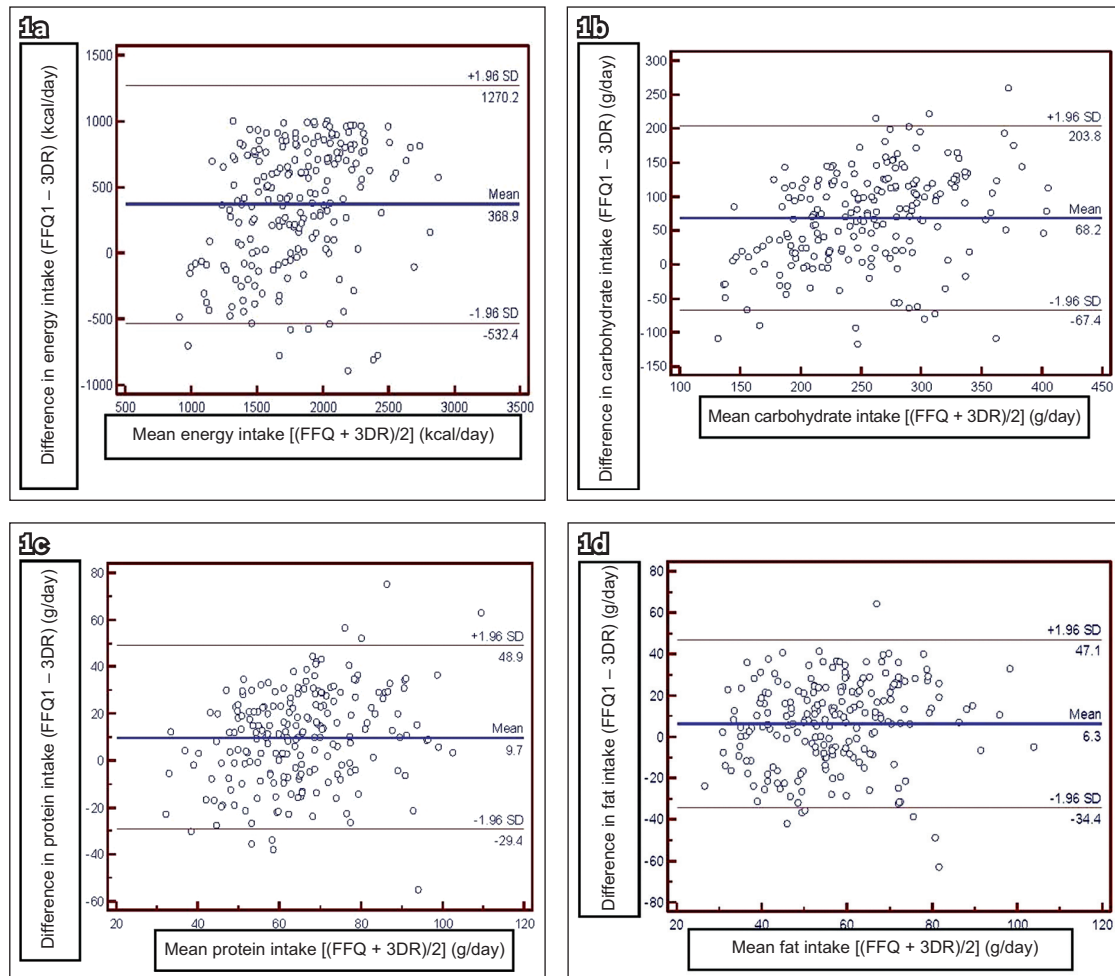 1a
Difference in energy intake (FFQ1 – 3DR) (kcal/day)
1500
1000
500
0
-500
-1000
+1.96 SD
1270.2
Mean
368.9
-1.96 SD
-532.4
500 1000 1500 2000 2500 3000 3500
Mean energy intake [(FFQ + 3DR)/2] (kcal/day)
1b
Difference in carbohydrate intake (FFQ1 – 3DR) (g/day)
300
250
200
150
100
50
0
-50
-100
-150
+1.96 SD
203.8
Mean
68.2
-1.96 SD
-67.4
100 150 200 250 300 350 400 450
Mean carbohydrate intake [(FFQ + 3DR)/2] (g/day)
1c
Difference in protein intake (FFQ1 – 3DR) (g/day)
80
60
40
20
0
-20
-40
-60
+1.96 SD
48.9
Mean
9.7
-1.96 SD
-29.4
20 40 60 80 100 120
Mean protein intake [(FFQ + 3DR)/2] (g/day)
1d
Difference in fat intake (FFQ1 – 3DR) (g/day)
80
60
40
20
0
-20
-40
-60
-80
+1.96 SD
47.1
Mean
6.3
-1.96 SD
-34.4
20 40 60 80 100 120
Mean fat intake [(FFQ + 3DR)/2] (g/day)